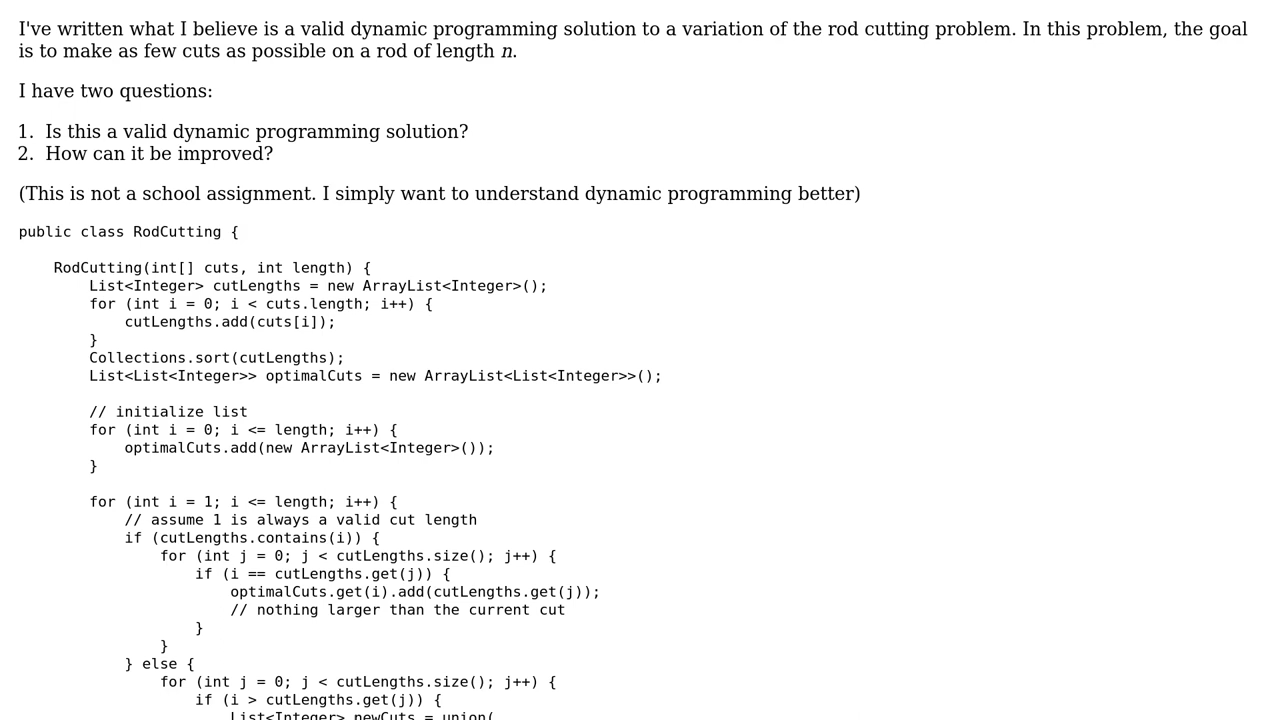 I've written what I believe is a valid dynamic programming solution to a variation of the rod cutting problem. In this problem, the goal
is to make as few cuts as possible on a rod of length n.
I have two questions:
1. Is this a valid dynamic programming solution?
2. How can it be improved?
(This is not a school assignment. I simply want to understand dynamic programming better)
public class RodCutting {
    RodCutting(int[] cuts, int length) {
        List<Integer> cutLengths = new ArrayList<Integer>();
        for (int i = 0; i < cuts.length; i++) {
            cutLengths.add(cuts[i]);
        }
        Collections.sort(cutLengths);
        List<List<Integer>> optimalCuts = new ArrayList<List<Integer>>();
        // initialize list
        for (int i = 0; i <= length; i++) {
            optimalCuts.add(new ArrayList<Integer>());
        }
        for (int i = 1; i <= length; i++) {
            // assume 1 is always a valid cut length
            if (cutLengths.contains(i)) {
                for (int j = 0; j < cutLengths.size(); j++) {
                    if (i == cutLengths.get(j)) {
                        optimalCuts.get(i).add(cutLengths.get(j));
                        // nothing larger than the current cut
                    }
                }
            } else {
                for (int j = 0; j < cutLengths.size(); j++) {
                    if (i > cutLengths.get(j)) {
                        List<Integer> newCuts = union(